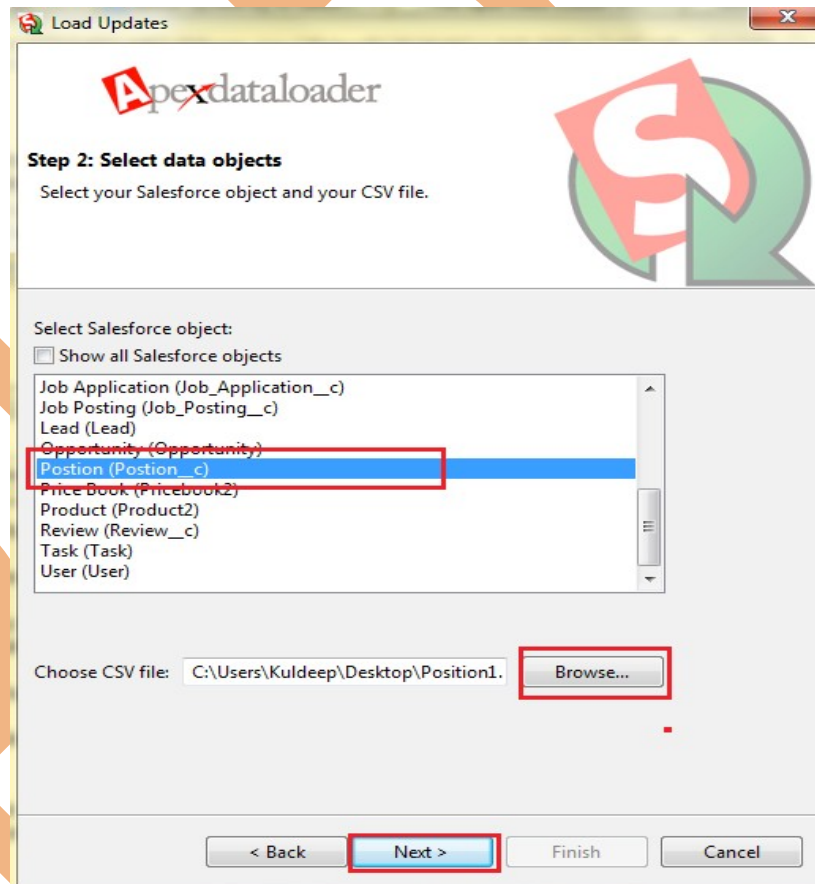 Load Updates
Apexdataloader
Step 2: Select data objects
Select your Salesforce object and your CSV file.
Select Salesforce object:
Show all Salesforce objects
Job Application (Job_Application__c)
Job Posting (Job_Posting__c)
Lead (Lead)
Opportunity (Opportunity)
Postion (Postion__c)
Price Book (Pricebook2)
Product (Product2)
Review (Review__c)
Task (Task)
User (User)
Choose CSV file: C:\Users\Kuldeep\Desktop\Position1. Browse...
< Back Next > Finish Cancel